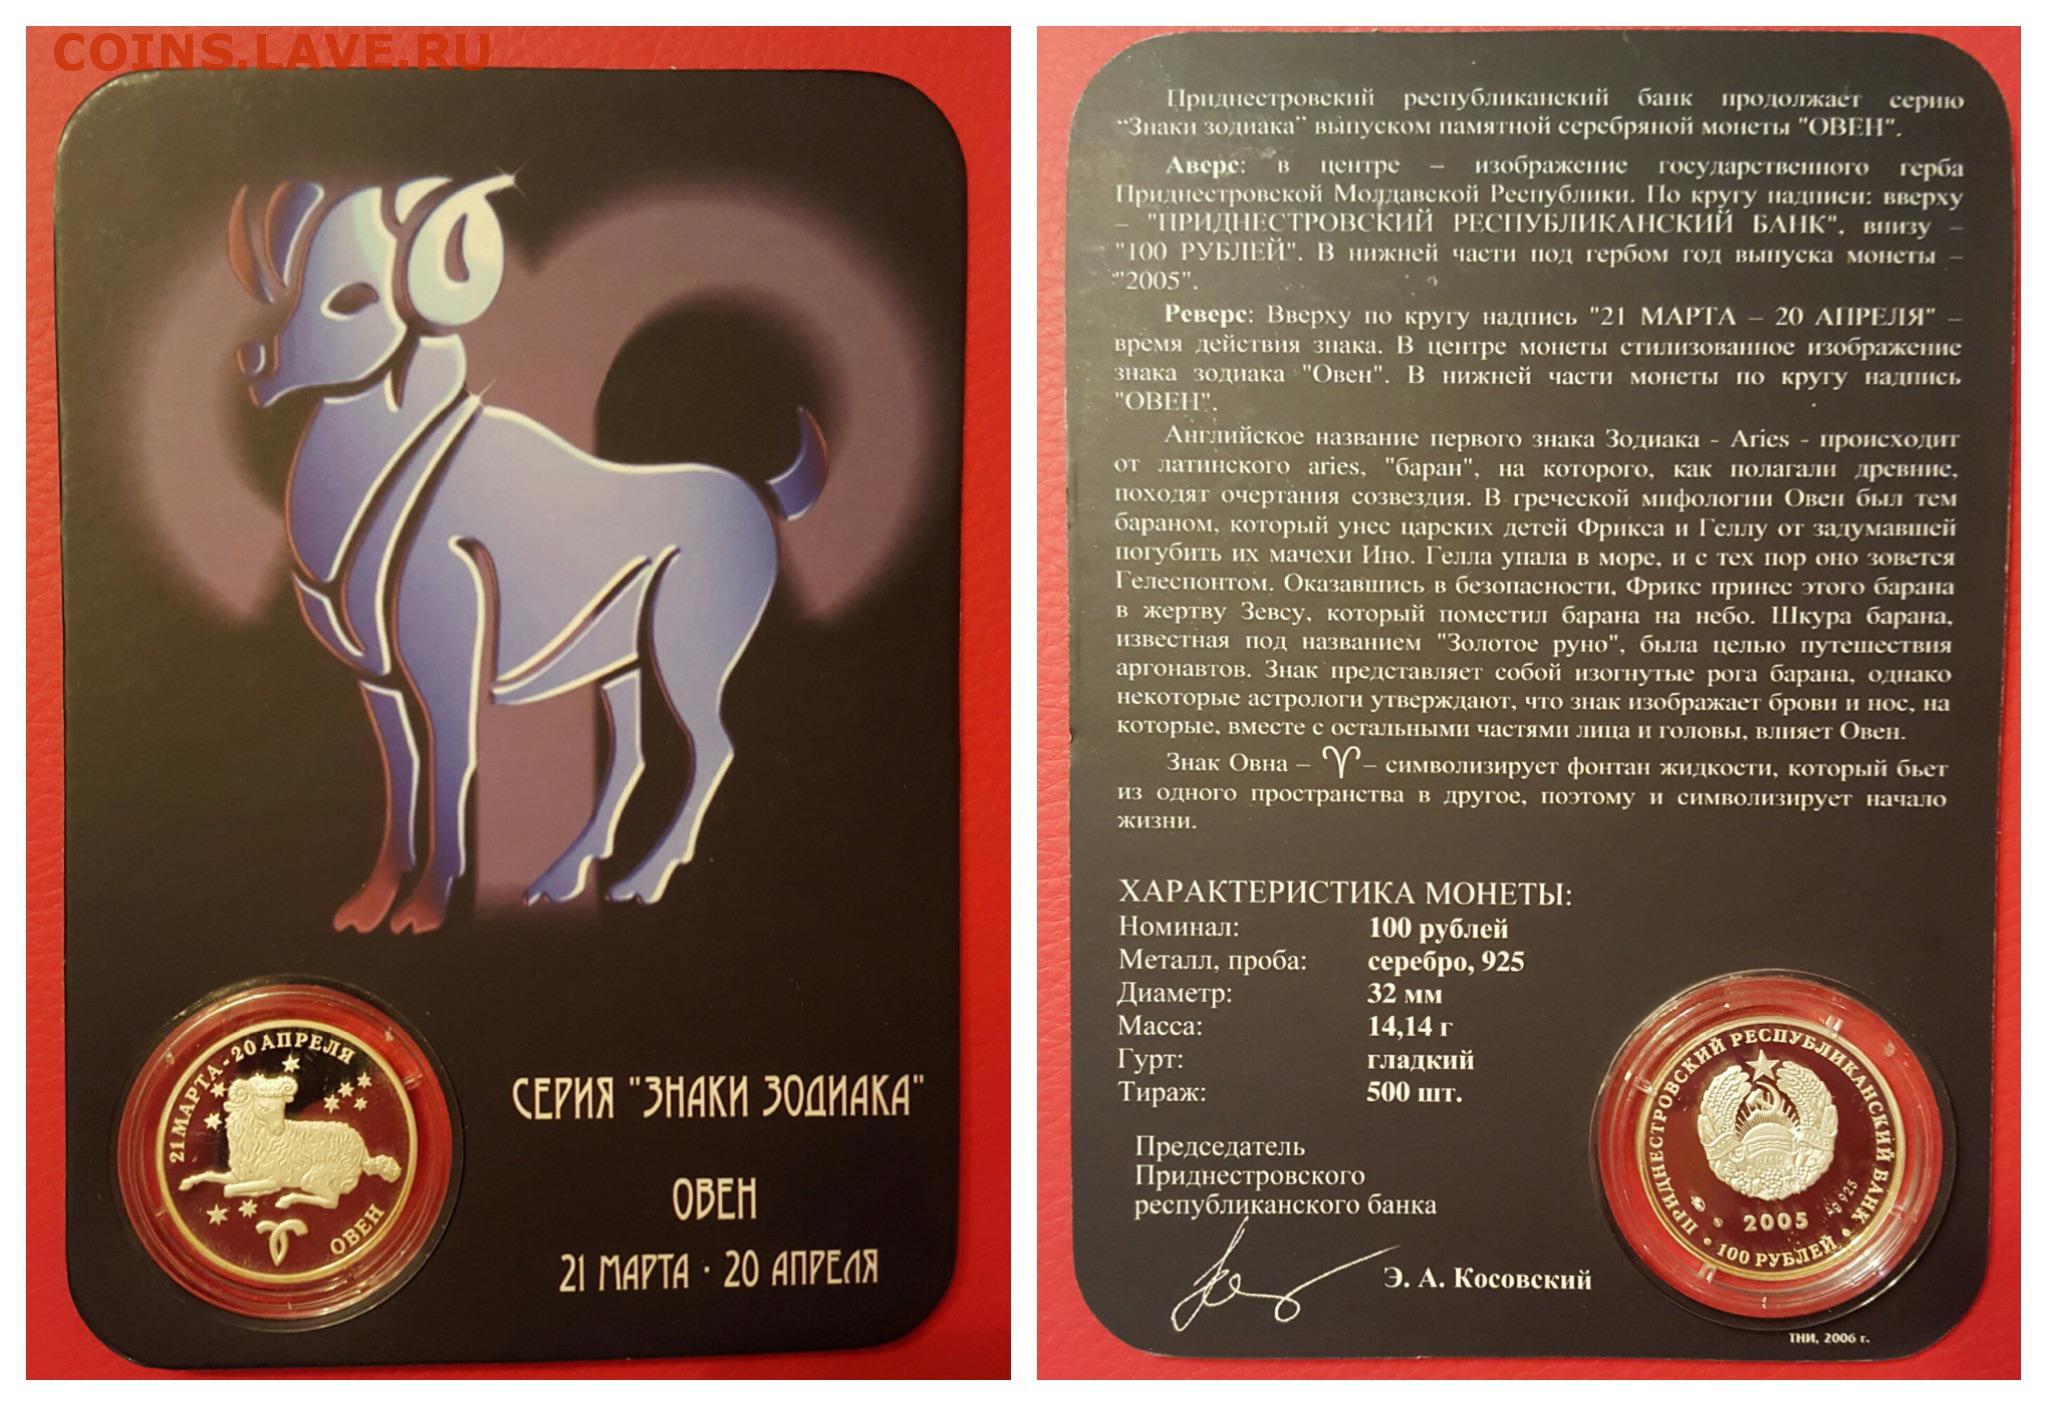 COINS.LAVE.RU
21 МАРТА - 20 АПРЕЛЯ
ОВЕН
СЕРИЯ "ЗНАКИ ЗОДИАКА"
ОВЕН
21 МАРТА · 20 АПРЕЛЯ
Приднестровский республиканский банк продолжает серию
“Знаки зодиака” выпуском памятной серебряной монеты "ОВЕН".
Аверс: в центре – изображение государственного герба
Приднестровской Молдавской Республики. По кругу надписи: вверху
– "ПРИДНЕСТРОВСКИЙ РЕСПУБЛИКАНСКИЙ БАНК", внизу –
"100 РУБЛЕЙ". В нижней части под гербом год выпуска монеты –
"2005".
Реверс: Вверху по кругу надпись "21 МАРТА – 20 АПРЕЛЯ" –
время действия знака. В центре монеты стилизованное изображение
знака зодиака "Овен". В нижней части монеты по кругу надпись
"ОВЕН".
Английское название первого знака Зодиака - Aries - происходит
от латинского aries, "баран", на которого, как полагали древние,
походят очертания созвездия. В греческой мифологии Овен был тем
бараном, который унес царских детей Фрикса и Геллу от задумавшей
погубить их мачехи Ино. Гелла упала в море, и с тех пор оно зовется
Гелеспонтом. Оказавшись в безопасности, Фрикс принес этого барана
в жертву Зевсу, который поместил барана на небо. Шкура барана,
известная под названием "Золотое руно", была целью путешествия
аргонавтов. Знак представляет собой изогнутые рога барана, однако
некоторые астрологи утверждают, что знак изображает брови и нос, на
которые, вместе с остальными частями лица и головы, влияет Овен.
Знак Овна – ♈ – символизирует фонтан жидкости, который бьет
из одного пространства в другое, поэтому и символизирует начало
жизни.
ХАРАКТЕРИСТИКА МОНЕТЫ:
Номинал: 100 рублей
Металл, проба: серебро, 925
Диаметр: 32 мм
Масса: 14,14 г
Гурт: гладкий
Тираж: 500 шт.
Председатель
Приднестровского
республиканского банка
Э. А. Косовский
ПРИДНЕСТРОВСКИЙ РЕСПУБЛИКАНСКИЙ БАНК
Ag 925
2005
• 100 РУБЛЕЙ •
ТНИ, 2006 г.